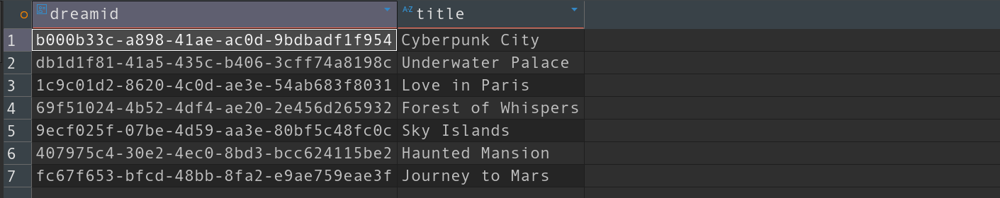 dreamid A-Z title
1 b000b33c-a898-41ae-ac0d-9bdbadf1f954 Cyberpunk City
2 db1d1f81-41a5-435c-b406-3cff74a8198c Underwater Palace
3 1c9c01d2-8620-4c0d-ae3e-54ab683f8031 Love in Paris
4 69f51024-4b52-4df4-ae20-2e456d265932 Forest of Whispers
5 9ecf025f-07be-4d59-aa3e-80bf5c48fc0c Sky Islands
6 407975c4-30e2-4ec0-8bd3-bcc624115be2 Haunted Mansion
7 fc67f653-bfcd-48bb-8fa2-e9ae759eae3f Journey to Mars